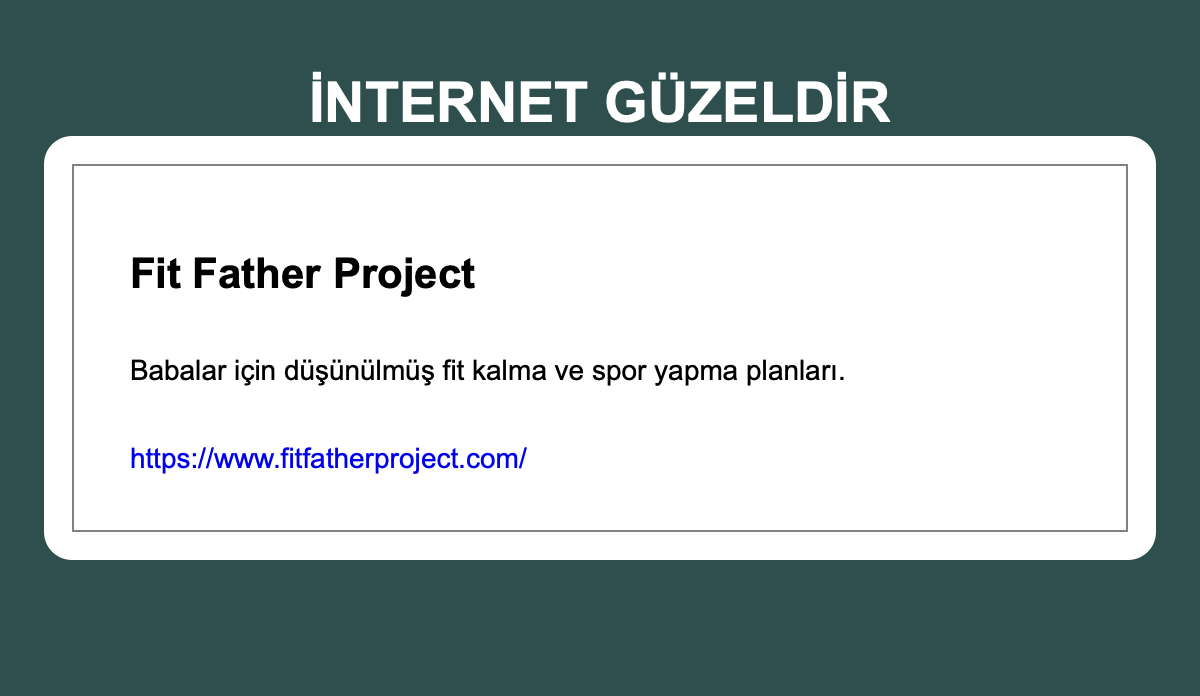 İNTERNET GÜZELDİR
Fit Father Project
Babalar için düşünülmüş fit kalma ve spor yapma planları.
https://www.fitfatherproject.com/